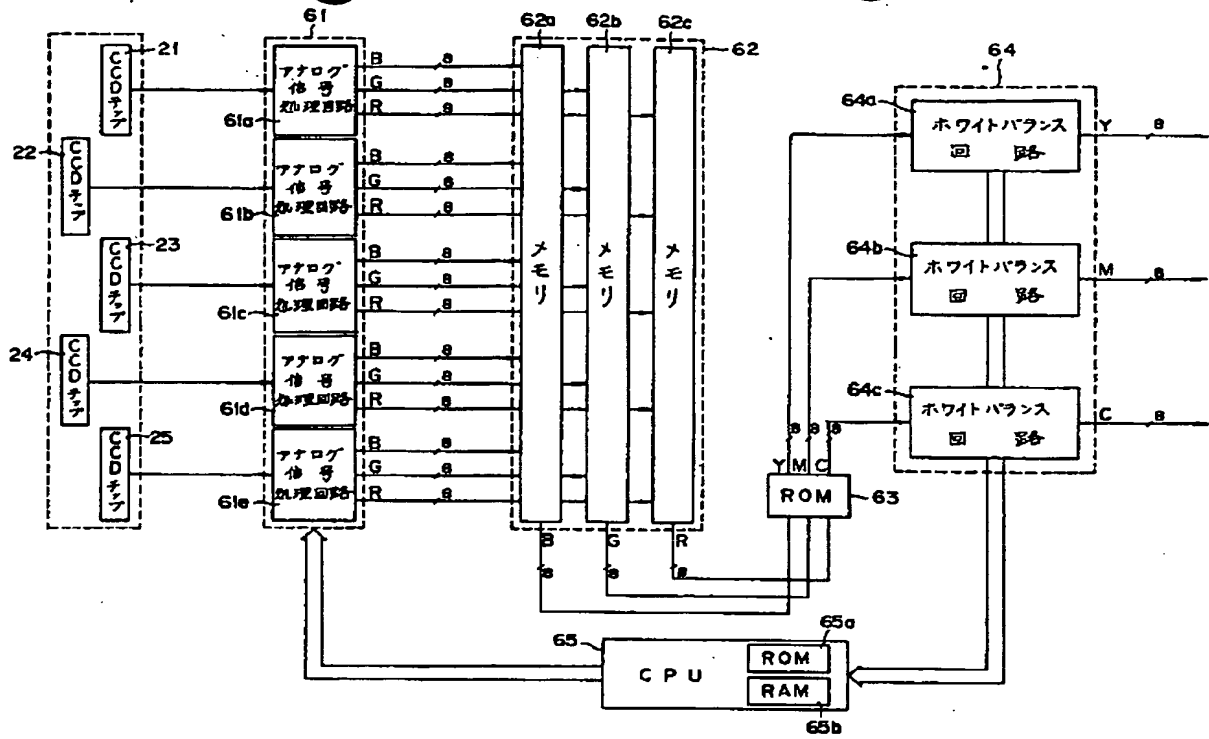 61
62a
62b
62c
62
64
21
CCDチップ
アナログ
信号
処理回路
61a
B
8
G
8
R
8
22
CCDチップ
アナログ
信号
処理回路
61b
B
8
G
8
R
8
23
CCDチップ
アナログ
信号
処理回路
61c
B
8
G
8
R
8
24
CCDチップ
アナログ
信号
処理回路
61d
B
8
G
8
R
8
25
CCDチップ
アナログ
信号
処理回路
61e
B
8
G
8
R
8
メモリ
メモリ
メモリ
B
8
G
8
R
8
64a
ホワイトバランス
回 路
Y
8
64b
ホワイトバランス
回 路
M
8
64c
ホワイトバランス
回 路
C
8
8
8
8
Y M C
ROM
63
65
CPU
65a
ROM
RAM
65b